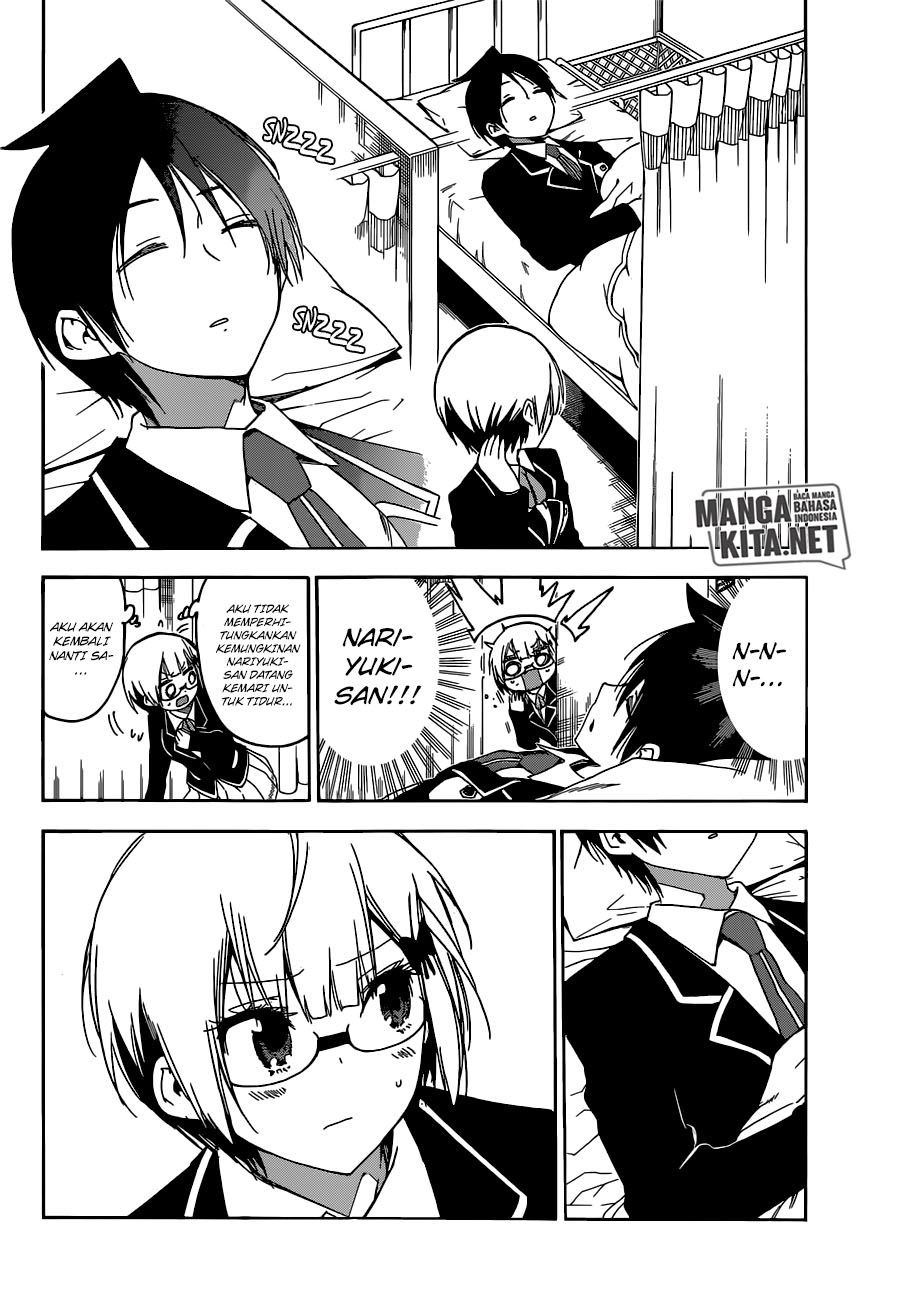 SNZZZ
SNZZZ
MANGA
KITA.NET
BACA MANGA
BAHASA
INDONESIA
N-N-
N-...
NARI-
YUKI-
SAN!!!
AKU TIDAK
MEMPERHI-
TUNGKANKAN
KEMUNGKINAN
NARIYUKI-
SAN DATANG
KEMARI UN-
TUK TIDUR...
AKU AKAN
KEMBALI
NANTI SA-
...